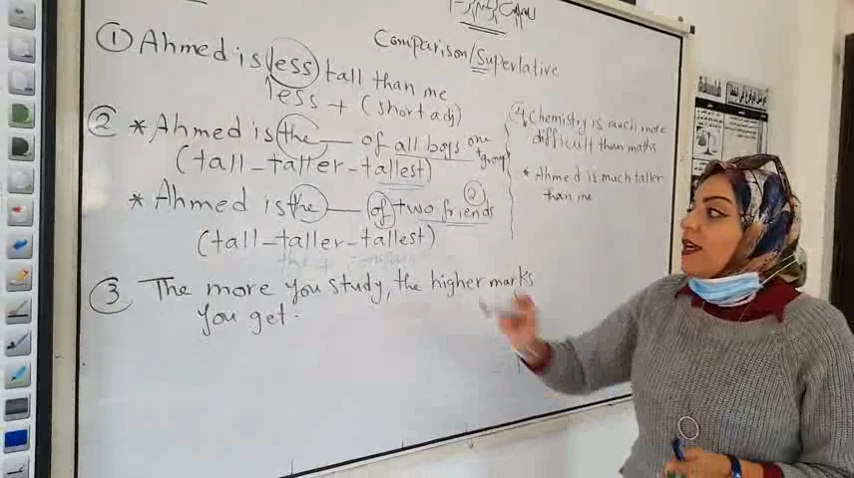 Comparison/Superlative
① Ahmed is less tall than me
less + (short adj)
② * Ahmed is the ___ of all boys one group
(tall - taller - tallest)
* Ahmed is the ___ of two friends ②
(tall - taller - tallest)
③ The more you study, the higher marks
you get.
④ Chemistry is much more
difficult than maths
* Ahmed is much taller
than me